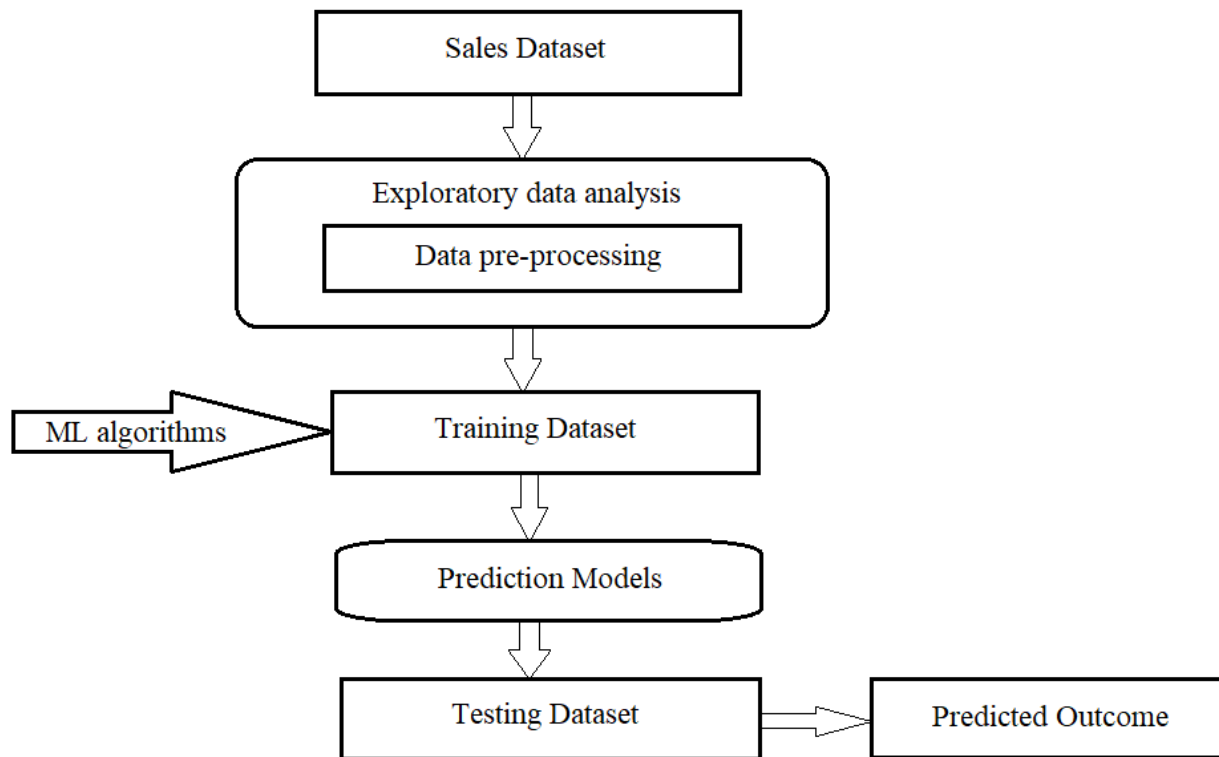 Sales Dataset
Exploratory data analysis
Data pre-processing
ML algorithms
Training Dataset
Prediction Models
Testing Dataset
Predicted Outcome